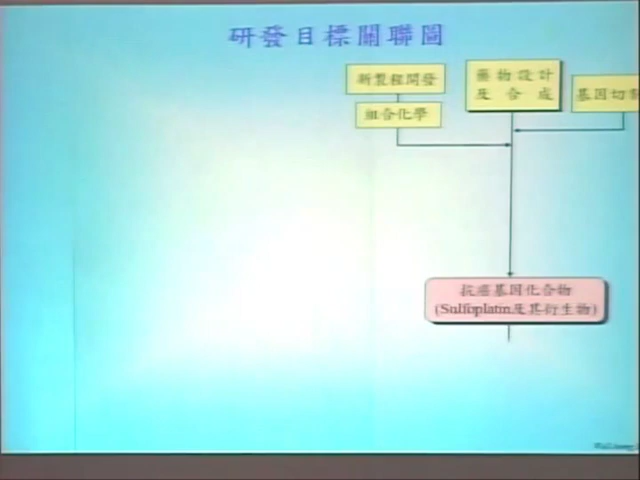 研發目標關聯圖
新製程開發
藥物設計
及合成
基因切割
組合化學
抗癌基因化合物
(Sulfoplatin及其衍生物)